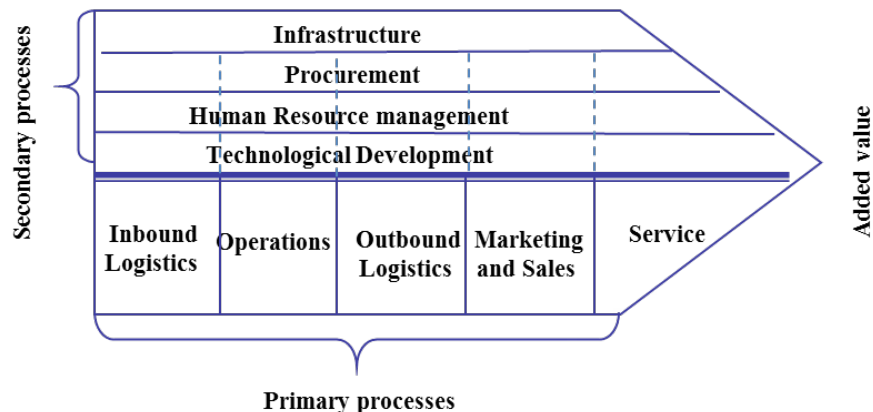 Secondary processes
Infrastructure
Procurement
Human Resource management
Technological Development
Inbound
Logistics
Operations
Outbound
Logistics
Marketing
and Sales
Service
Added value
Primary processes